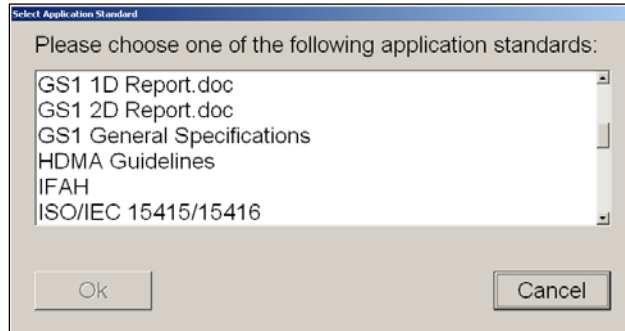 Select Application Standard
Please choose one of the following application standards:
GS1 1D Report.doc
GS1 2D Report.doc
GS1 General Specifications
HDMA Guidelines
IFAH
ISO/IEC 15415/15416
Ok
Cancel